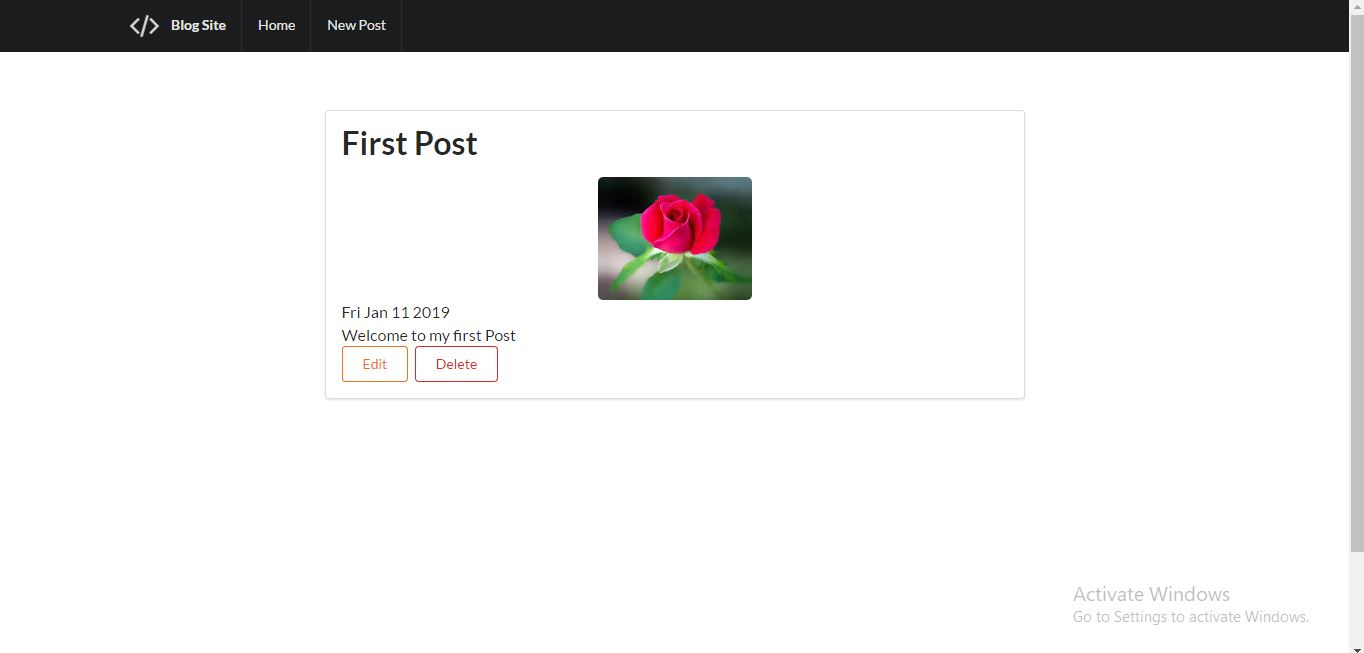 Blog Site Home New Post
First Post
Fri Jan 11 2019
Welcome to my first Post
Edit Delete
Activate Windows
Go to Settings to activate Windows.